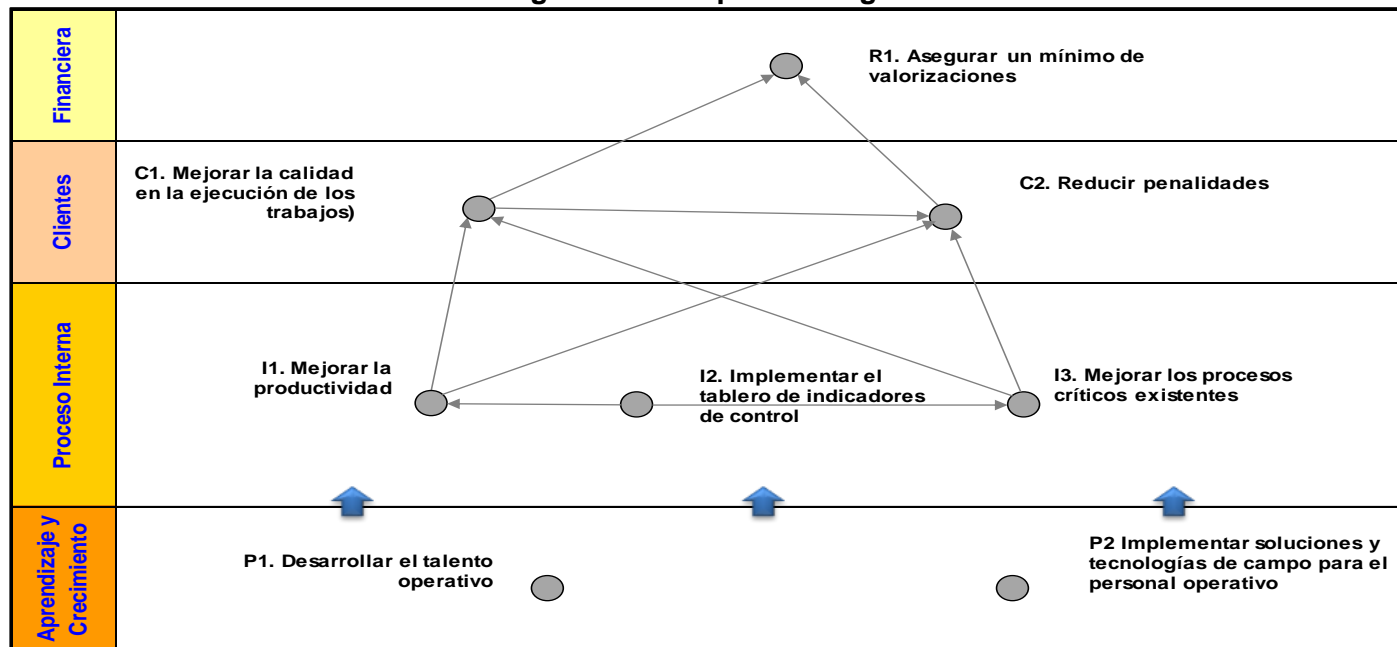 Financiera
R1. Asegurar un mínimo de
valorizaciones
Clientes
C1. Mejorar la calidad
en la ejecución de los
trabajos)
C2. Reducir penalidades
Proceso Interna
I1. Mejorar la
productividad
I2. Implementar el
tablero de indicadores
de control
I3. Mejorar los procesos
críticos existentes
Aprendizaje y
Crecimiento
P1. Desarrollar el talento
operativo
P2 Implementar soluciones y
tecnologías de campo para el
personal operativo